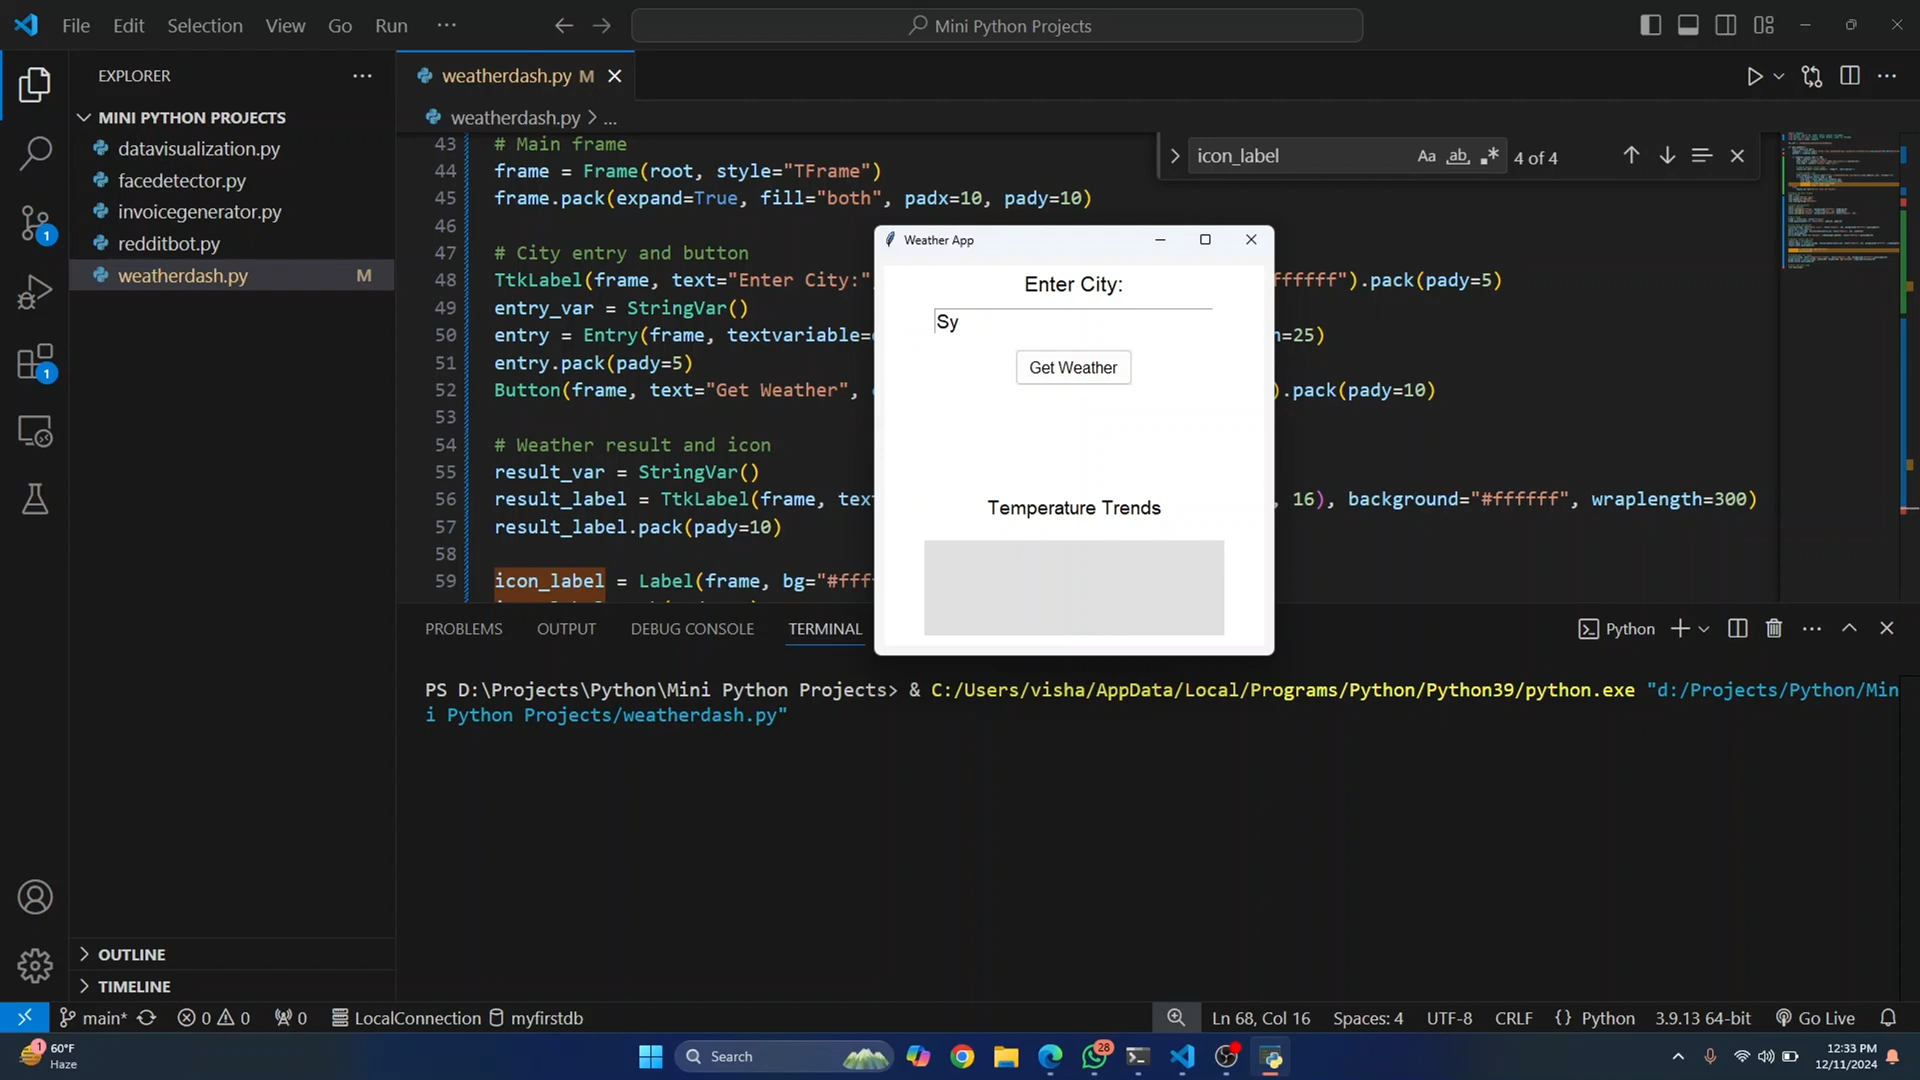 File Edit Selection View Go Run ···
Mini Python Projects
EXPLORER
MINI PYTHON PROJECTS
datavisualization.py
facedetector.py
invoicegenerator.py
redditbot.py
weatherdash.py M
OUTLINE
TIMELINE
weatherdash.py M
weatherdash.py > ...
icon_label Aa ab 4 of 4
43 # Main frame
44 frame = Frame(root, style="TFrame")
45 frame.pack(expand=True, fill="both", padx=10, pady=10)
46
47 # City entry and button
48 TtkLabel(frame, text="Enter City:" ffffff").pack(pady=5)
49 entry_var = StringVar()
50 entry = Entry(frame, textvariable= =25)
51 entry.pack(pady=5)
52 Button(frame, text="Get Weather", ).pack(pady=10)
53
54 # Weather result and icon
55 result_var = StringVar()
56 result_label = TtkLabel(frame, tex , 16), background="#ffffff", wraplength=300)
57 result_label.pack(pady=10)
58
59 icon_label = Label(frame, bg="#fff
Weather App
Enter City:
Sy
Get Weather
Temperature Trends
PROBLEMS OUTPUT DEBUG CONSOLE TERMINAL
Python
PS D:\Projects\Python\Mini Python Projects> & C:/Users/visha/AppData/Local/Programs/Python/Python39/python.exe "d:/Projects/Python/Min
i Python Projects/weatherdash.py"
1
1
main* 0 0 0 LocalConnection myfirstdb
Ln 68, Col 16 Spaces: 4 UTF-8 CRLF {} Python 3.9.13 64-bit Go Live
1 60°F
Haze
Search
28
12:33 PM
12/11/2024